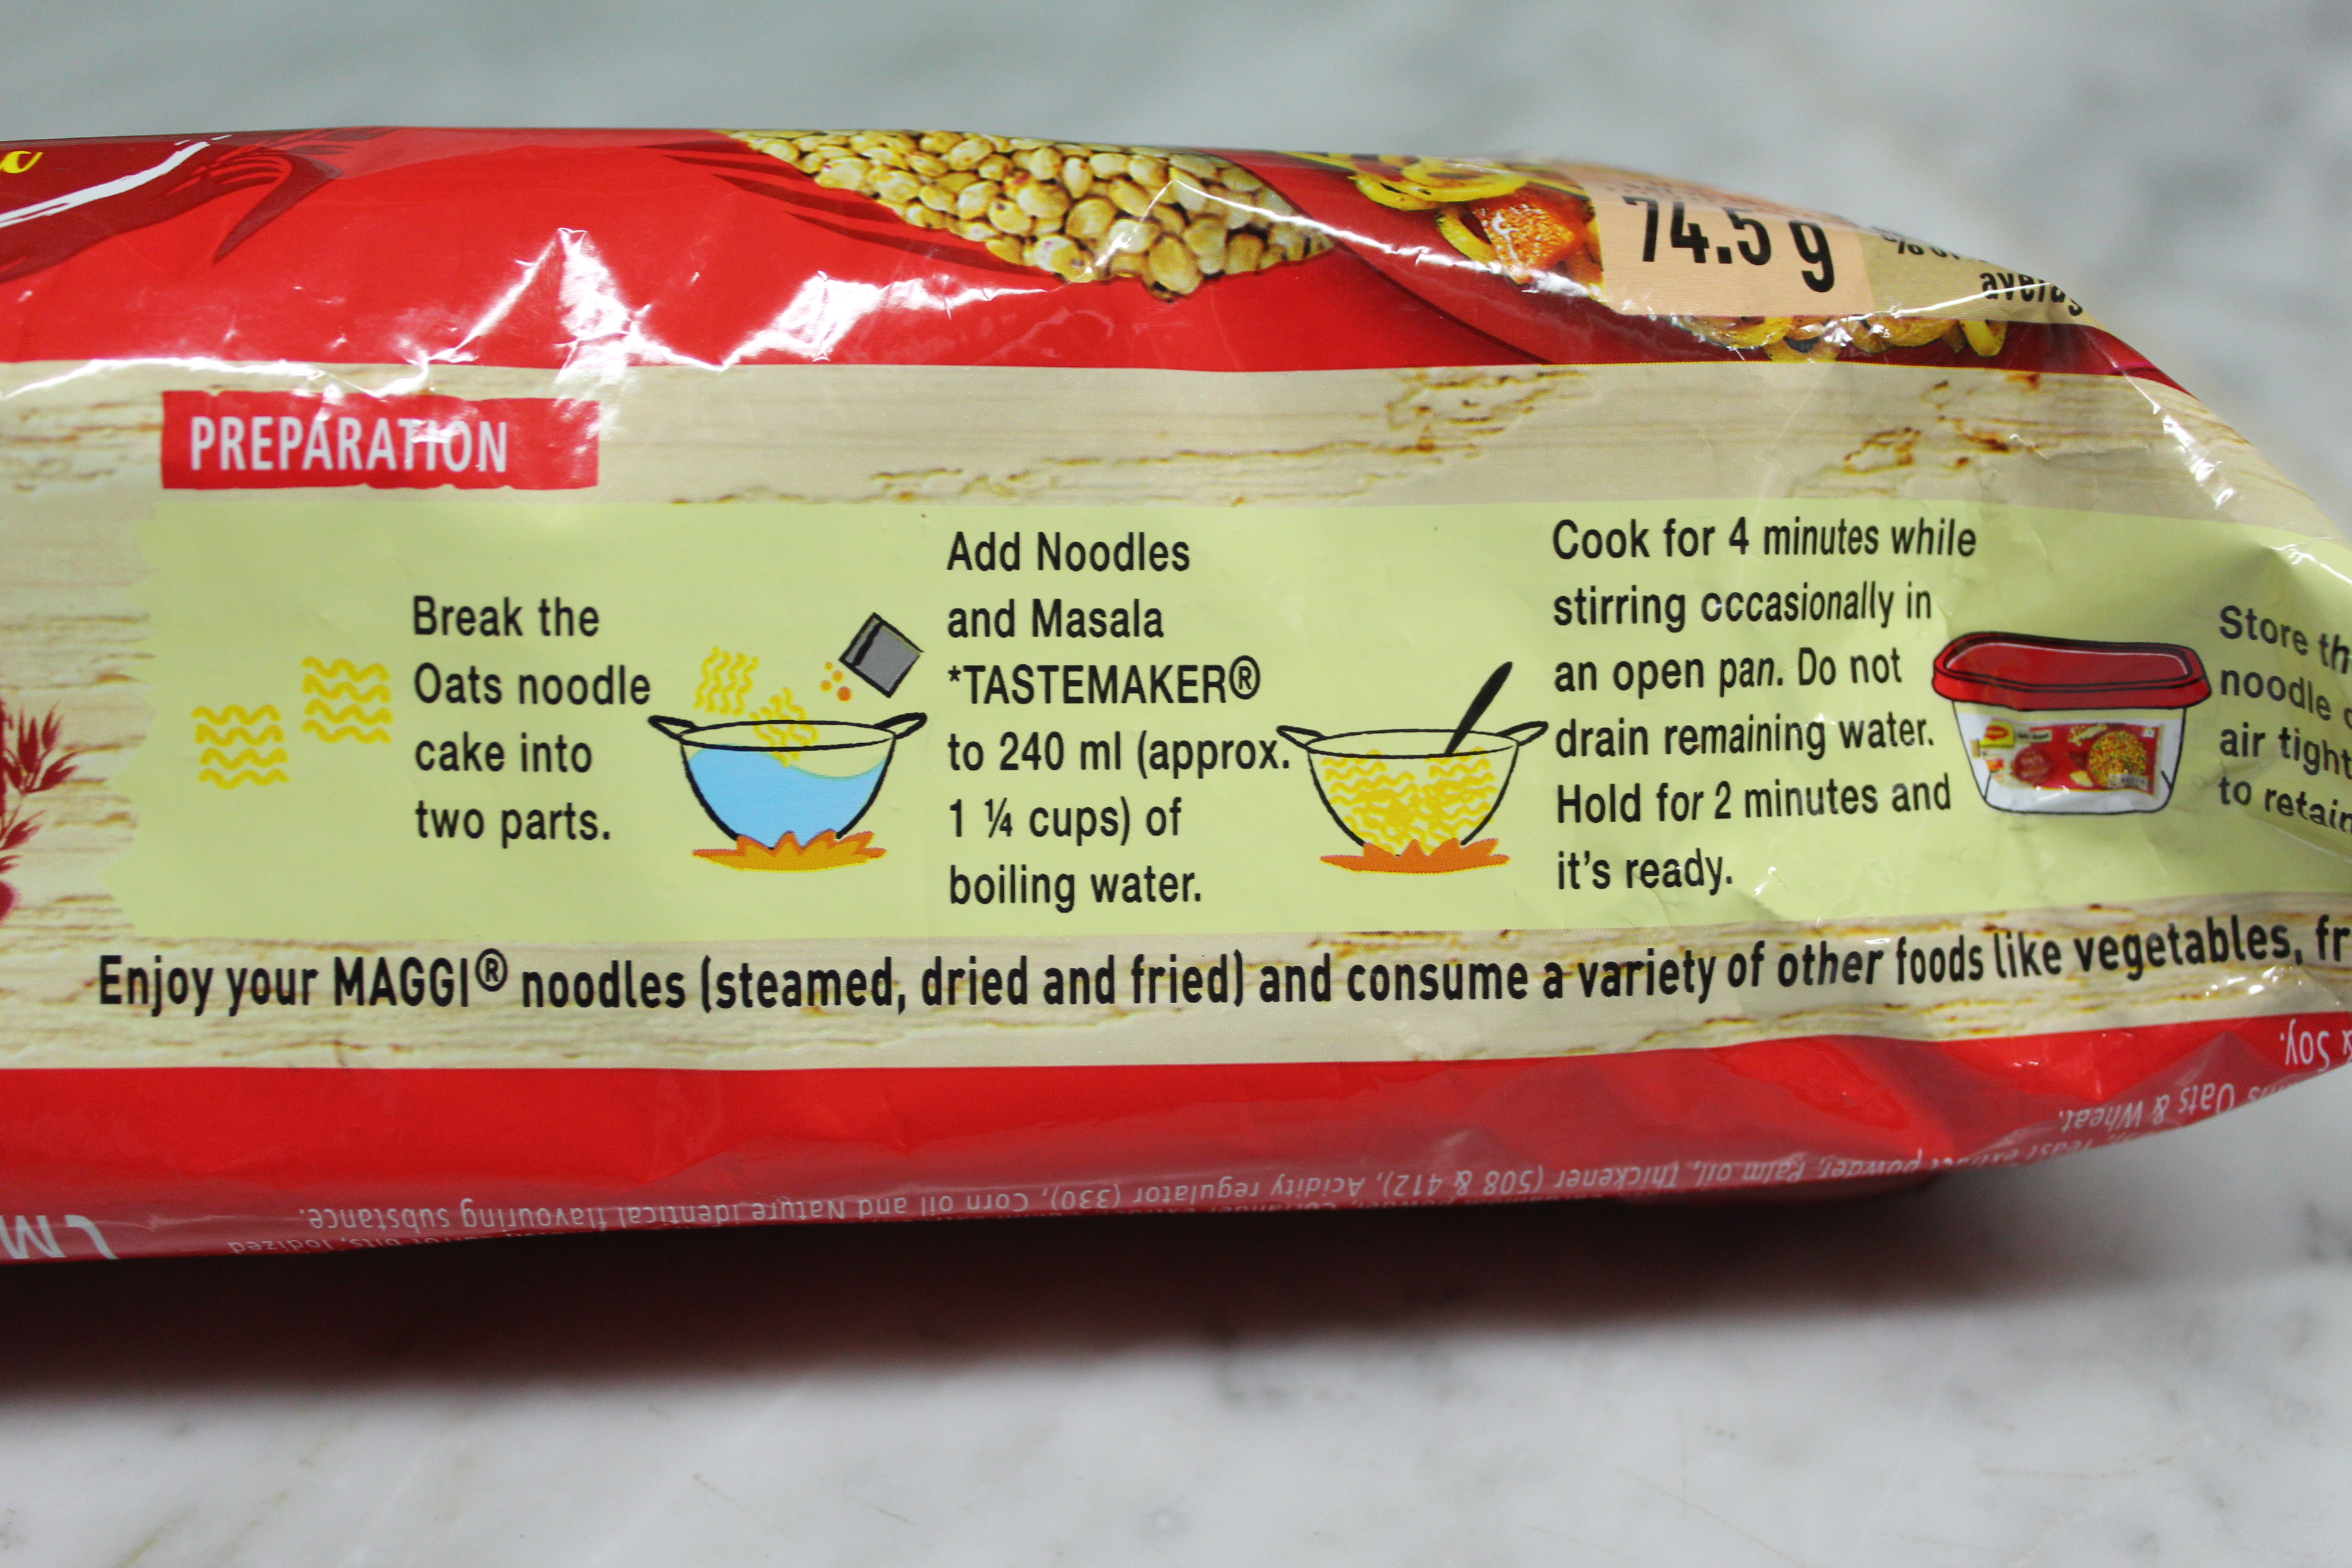 74.5 g
PREPARATION
Break the
Oats noodle
cake into
two parts.
Add Noodles
and Masala
*TASTEMAKER®
to 240 ml (approx.
1 ¼ cups) of
boiling water.
Cook for 4 minutes while
stirring occasionally in
an open pan. Do not
drain remaining water.
Hold for 2 minutes and
it's ready.
Store
noodle
air tight
to retain
Enjoy your MAGGI® noodles (steamed, dried and fried) and consume a variety of other foods like vegetables,
& Soy.
Oats & Wheat.
powder, Palm oil, Thickener (508 & 412), Acidity regulator (330), Corn oil and Nature identical flavouring substance.
bits, Iodized